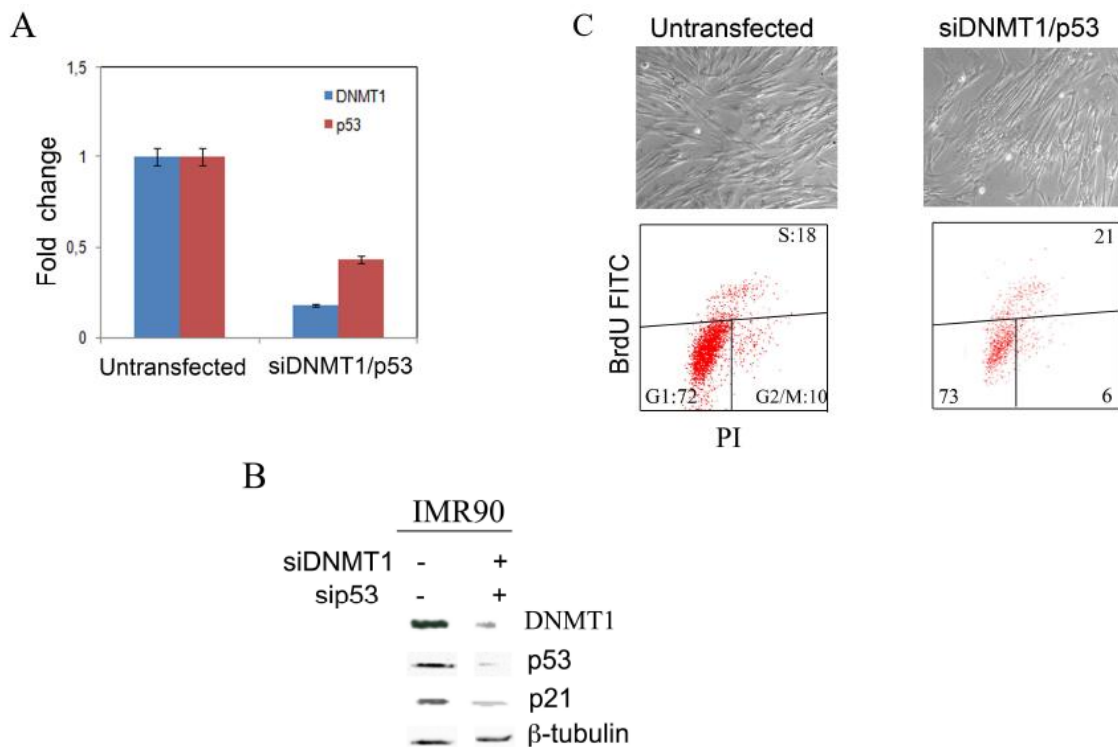 A
1,5
1
0,5
0
Fold change
DNMT1
p53
Untransfected
siDNMT1/p53
C
Untransfected
siDNMT1/p53
BrdU FITC
S:18
G1:72
G2/M:10
PI
21
73
6
B
IMR90
siDNMT1 - +
sip53 - +
DNMT1
p53
p21
β-tubulin